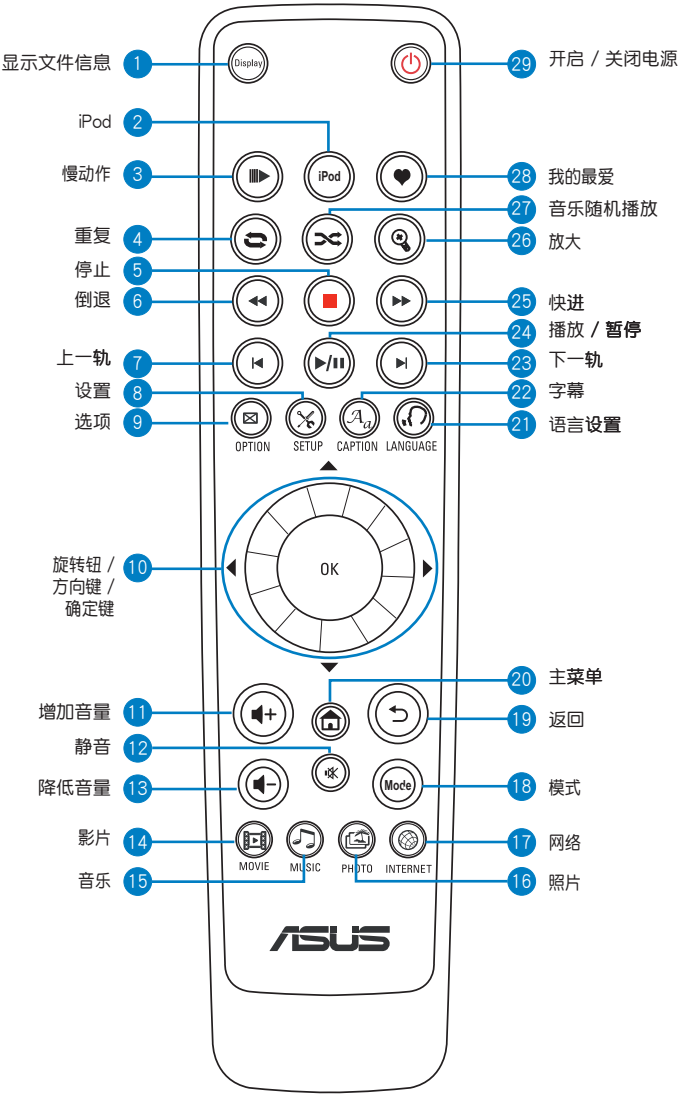 显示文件信息 1
Display
29 开启 / 关闭电源
iPod 2
慢动作 3
iPod
28 我的最爱
27 音乐随机播放
重复 4
26 放大
停止 5
倒退 6
25 快进
24 播放 / 暂停
上一轨 7
23 下一轨
设置 8
22 字幕
选项 9
21 语言设置
OPTION SETUP CAPTION LANGUAGE
Aa
旋转钮 / 10
方向键 /
确定键
OK
20 主菜单
增加音量 11
19 返回
静音 12
降低音量 13
Mode
18 模式
影片 14
17 网络
MOVIE MUSIC PHOTO INTERNET
音乐 15
16 照片
ASUS